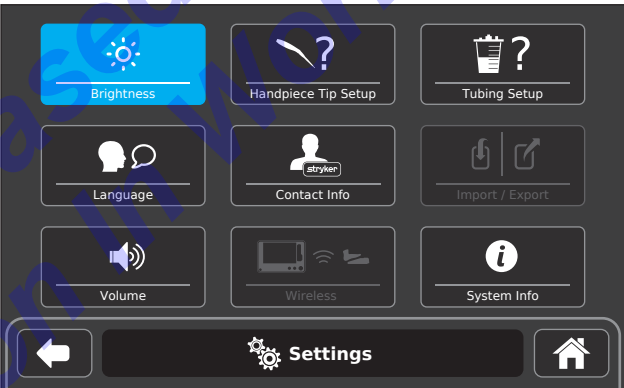 Brightness
? Handpiece Tip Setup
? Tubing Setup
Language
stryker
Contact Info
Import / Export
Volume
Wireless
i
System Info
Settings